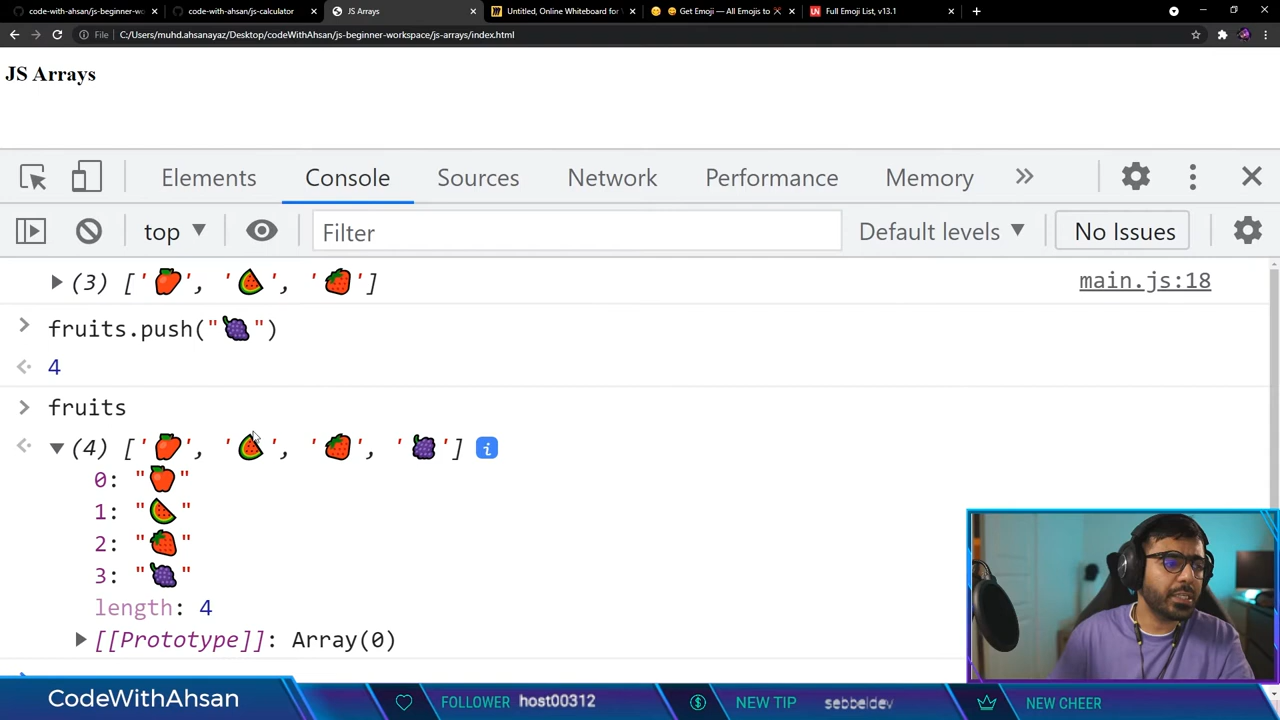 code-with-ahsan/js-beginner-wo
code-with-ahsan/js-calculator
JS Arrays
Untitled, Online Whiteboard for V
😀 Get Emoji — All Emojis to ✂
Full Emoji List, v13.1
File
C:/Users/muhd.ahsanayaz/Desktop/codeWithAhsan/js-beginner-workspace/js-arrays/index.html
JS Arrays
Elements
Console
Sources
Network
Performance
Memory
top
Filter
Default levels
No Issues
(3) ['🍎', '🍉', '🍓']
main.js:18
fruits.push("🍇")
4
fruits
(4) ['🍎', '🍉', '🍓', '🍇']
0: "🍎"
1: "🍉"
2: "🍓"
3: "🍇"
length: 4
[[Prototype]]: Array(0)
CodeWithAhsan
FOLLOWER host00312
NEW TIP sebbeldev
NEW CHEER